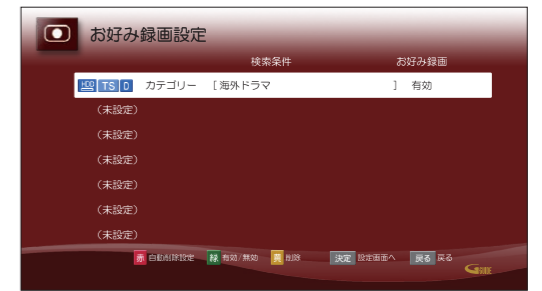 お好み録画設定
検索条件 お好み録画
HDD TS D カテゴリー [海外ドラマ ] 有効
(未設定)
(未設定)
(未設定)
(未設定)
(未設定)
(未設定)
赤 自動削除設定 緑 有効/無効 黄 削除 決定 設定画面へ 戻る 戻る
GUIDE